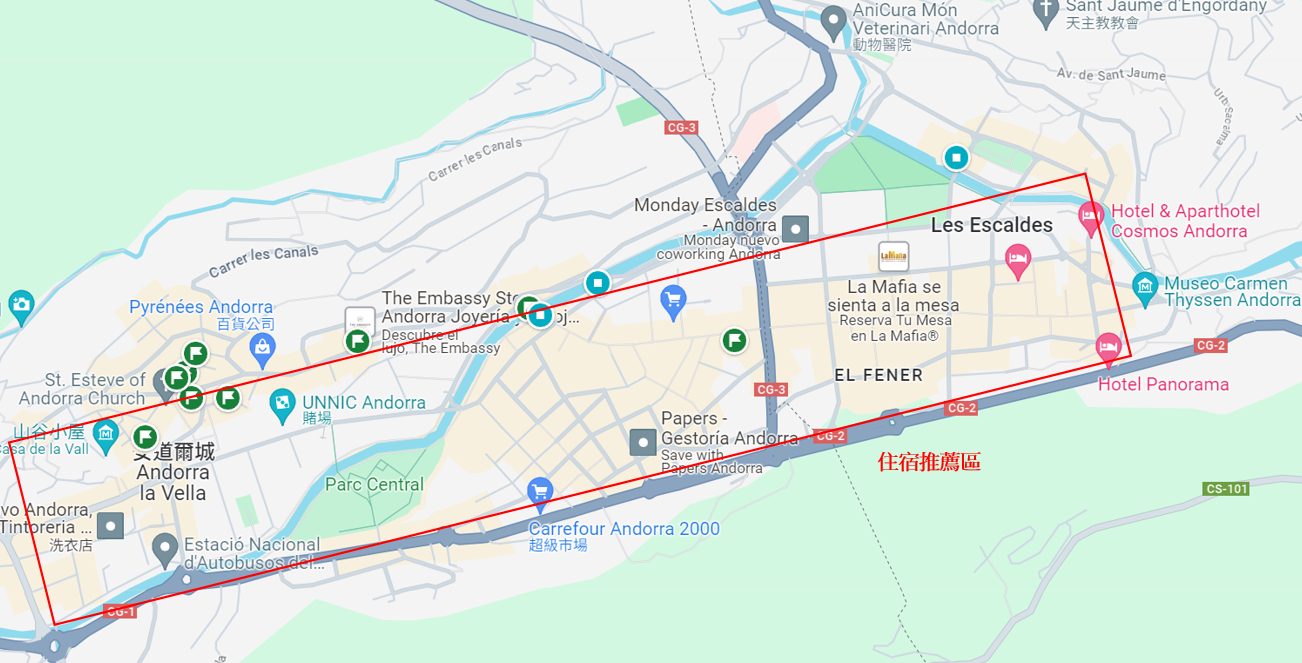 AniCura Món
Veterinari Andorra
動物醫院
Sant Jaume d'Engordany
天主教教會
Av. de Sant Jaume
CG-3
Carrer les Canals
Monday Escaldes
- Andorra
Monday nuevo
coworking Andorra
Les Escaldes
Hotel & Aparthotel
Cosmos Andorra
Carrer les Canals
La Mafia se
sienta a la mesa
Reserva Tu Mesa
en La Mafia®
Museo Carmen
Thyssen Andorra
Pyrénées Andorra
百貨公司
The Embassy
Andorra Joyería
Descubre el
lujo, The Embassy
CG-2
St. Esteve of
Andorra Church
EL FENER
Hotel Panorama
CG-3
UNNIC Andorra
賭場
CG-2
山谷小屋
Casa de la Vall
Papers -
Gestoría Andorra
Save with
Papers Andorra
CG-2
安道爾城
Andorra
la Vella
住宿推薦區
Parc Central
CS-101
Andorra,
Tintoreria ...
洗衣店
Carrefour Andorra 2000
超級市場
Estació Nacional
d'Autobusos del...
CG-1